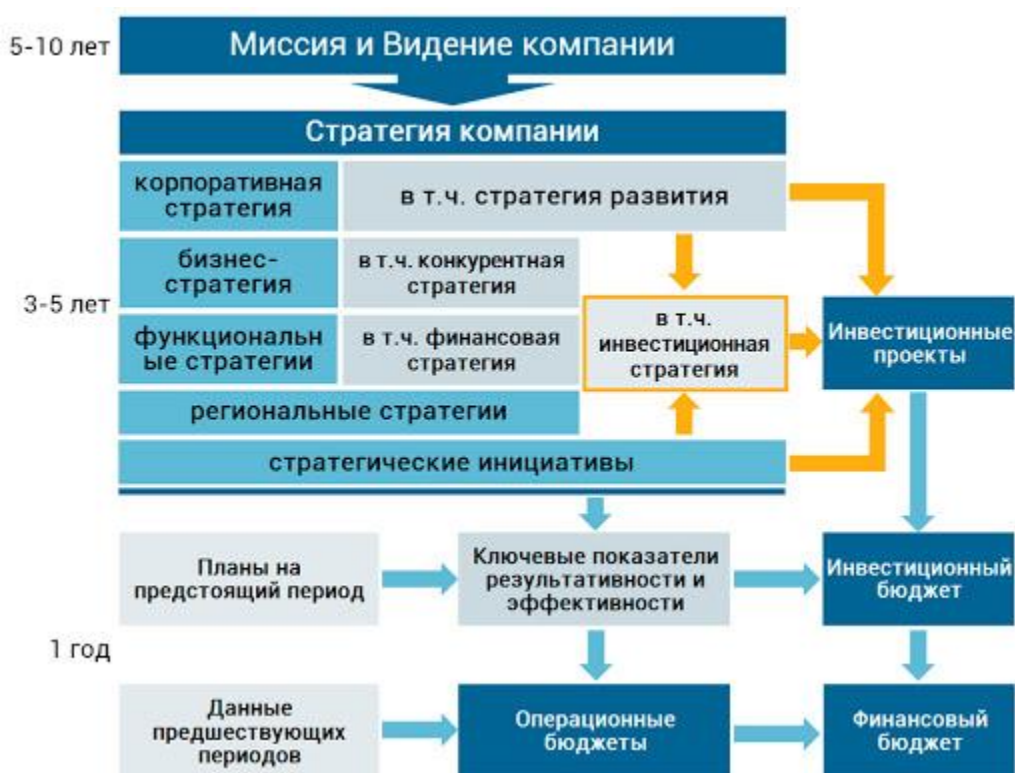 5-10 лет
Миссия и Видение компании
Стратегия компании
корпоративная
стратегия
в т.ч. стратегия развития
бизнес-
стратегия
в т.ч. конкурентная
стратегия
3-5 лет
функциональн
ые стратегии
в т.ч. финансовая
стратегия
в т.ч.
инвестиционная
стратегия
Инвестиционные
проекты
региональные стратегии
стратегические инициативы
Планы на
предстоящий период
Ключевые показатели
результативности и
эффективности
Инвестиционный
бюджет
1 год
Данные
предшествующих
периодов
Операционные
бюджеты
Финансовый
бюджет